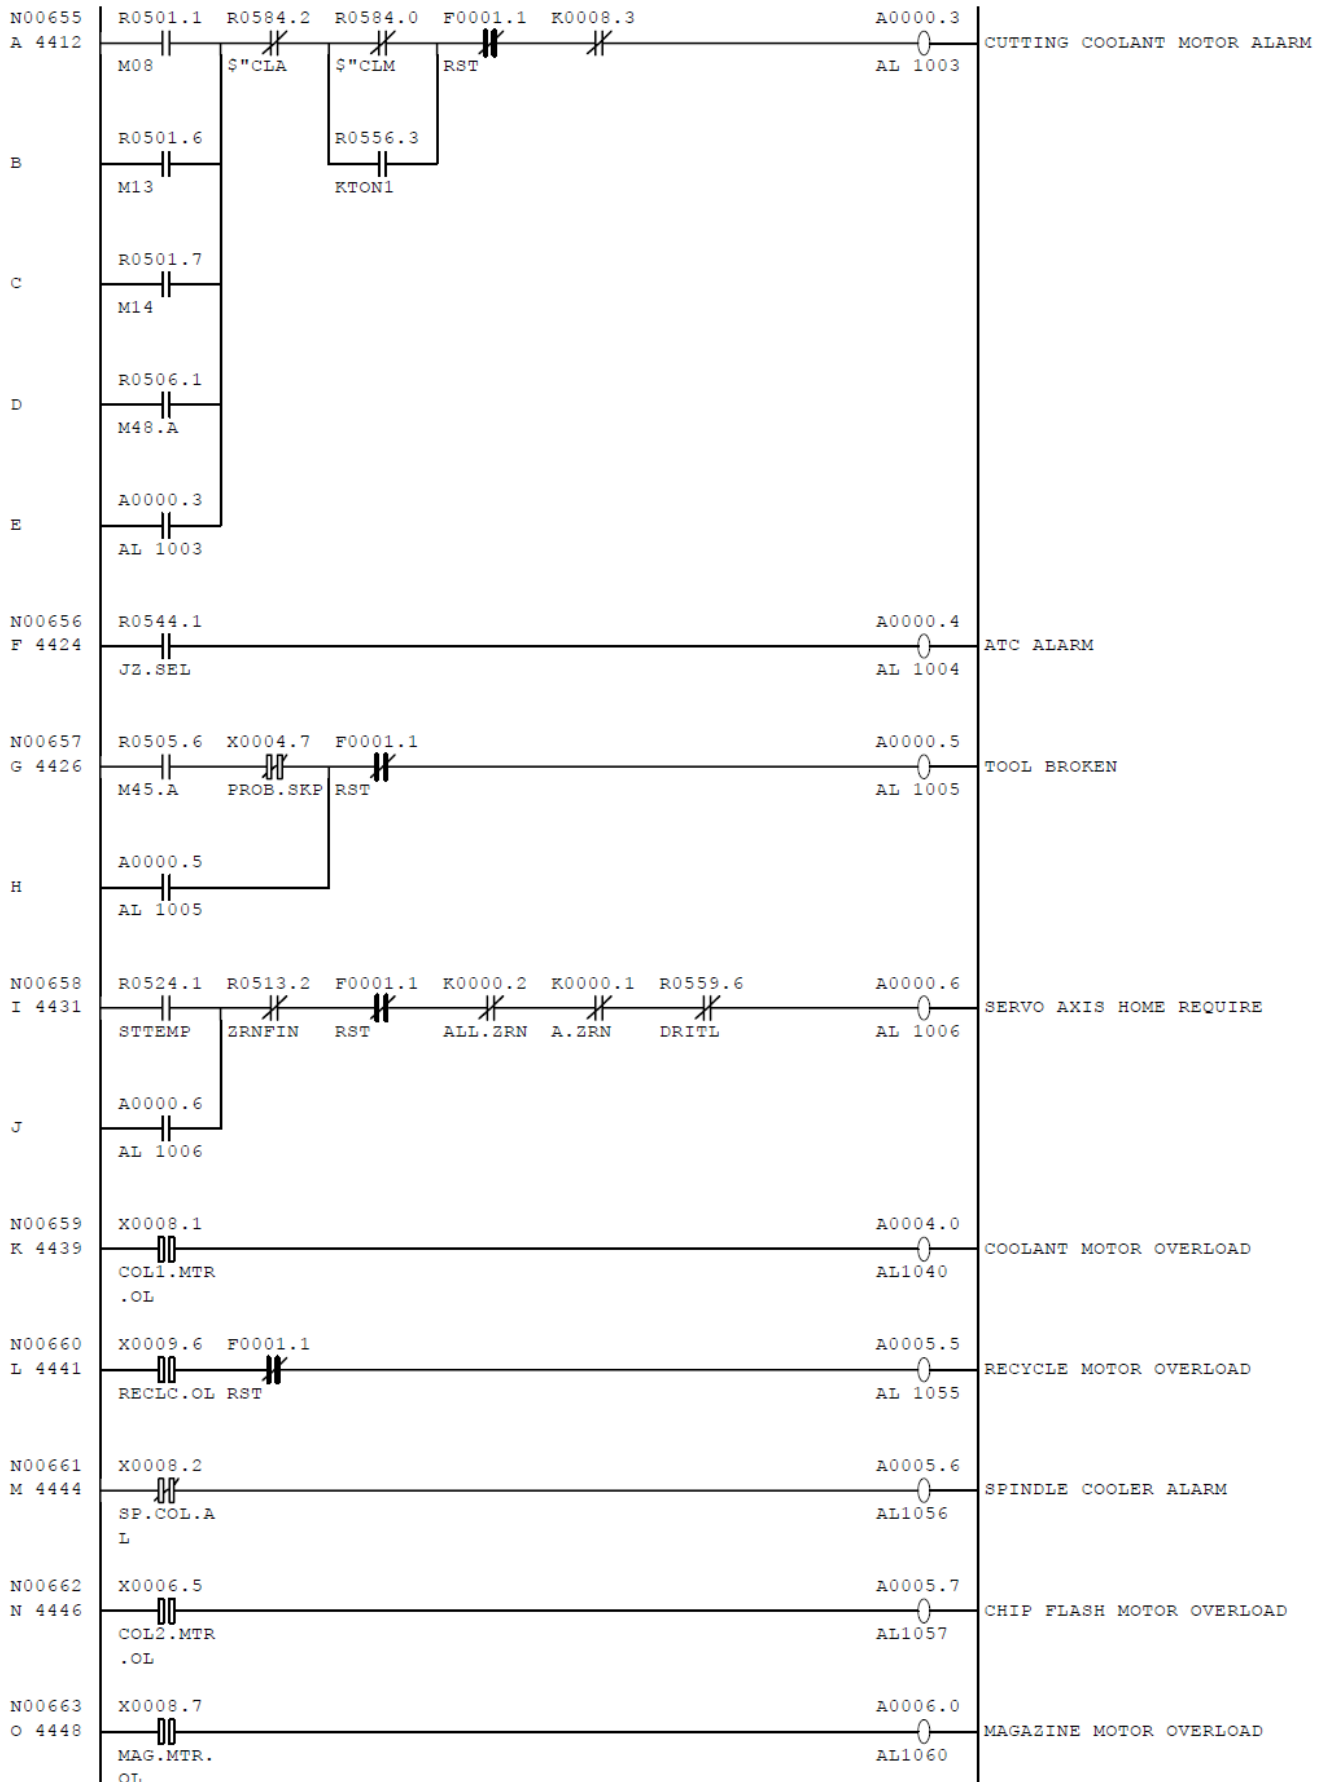 N00655 R0501.1 R0584.2 R0584.0 F0001.1 K0008.3 A0000.3
A 4412 CUTTING COOLANT MOTOR ALARM
M08 $"CLA $"CLM RST AL 1003
R0501.6 R0556.3
B
M13 KTON1
R0501.7
C
M14
R0506.1
D
M48.A
A0000.3
E
AL 1003
N00656 R0544.1 A0000.4
F 4424 ATC ALARM
JZ.SEL AL 1004
N00657 R0505.6 X0004.7 F0001.1 A0000.5
G 4426 TOOL BROKEN
M45.A PROB.SKP RST AL 1005
A0000.5
H
AL 1005
N00658 R0524.1 R0513.2 F0001.1 K0000.2 K0000.1 R0559.6 A0000.6
I 4431 SERVO AXIS HOME REQUIRE
STTEMP ZRNFIN RST ALL.ZRN A.ZRN DRITL AL 1006
A0000.6
J
AL 1006
N00659 X0008.1 A0004.0
K 4439 COOLANT MOTOR OVERLOAD
COL1.MTR AL1040
.OL
N00660 X0009.6 F0001.1 A0005.5
L 4441 RECYCLE MOTOR OVERLOAD
RECLC.OL RST AL 1055
N00661 X0008.2 A0005.6
M 4444 SPINDLE COOLER ALARM
SP.COL.A AL1056
L
N00662 X0006.5 A0005.7
N 4446 CHIP FLASH MOTOR OVERLOAD
COL2.MTR AL1057
.OL
N00663 X0008.7 A0006.0
O 4448 MAGAZINE MOTOR OVERLOAD
MAG.MTR. AL1060
OL